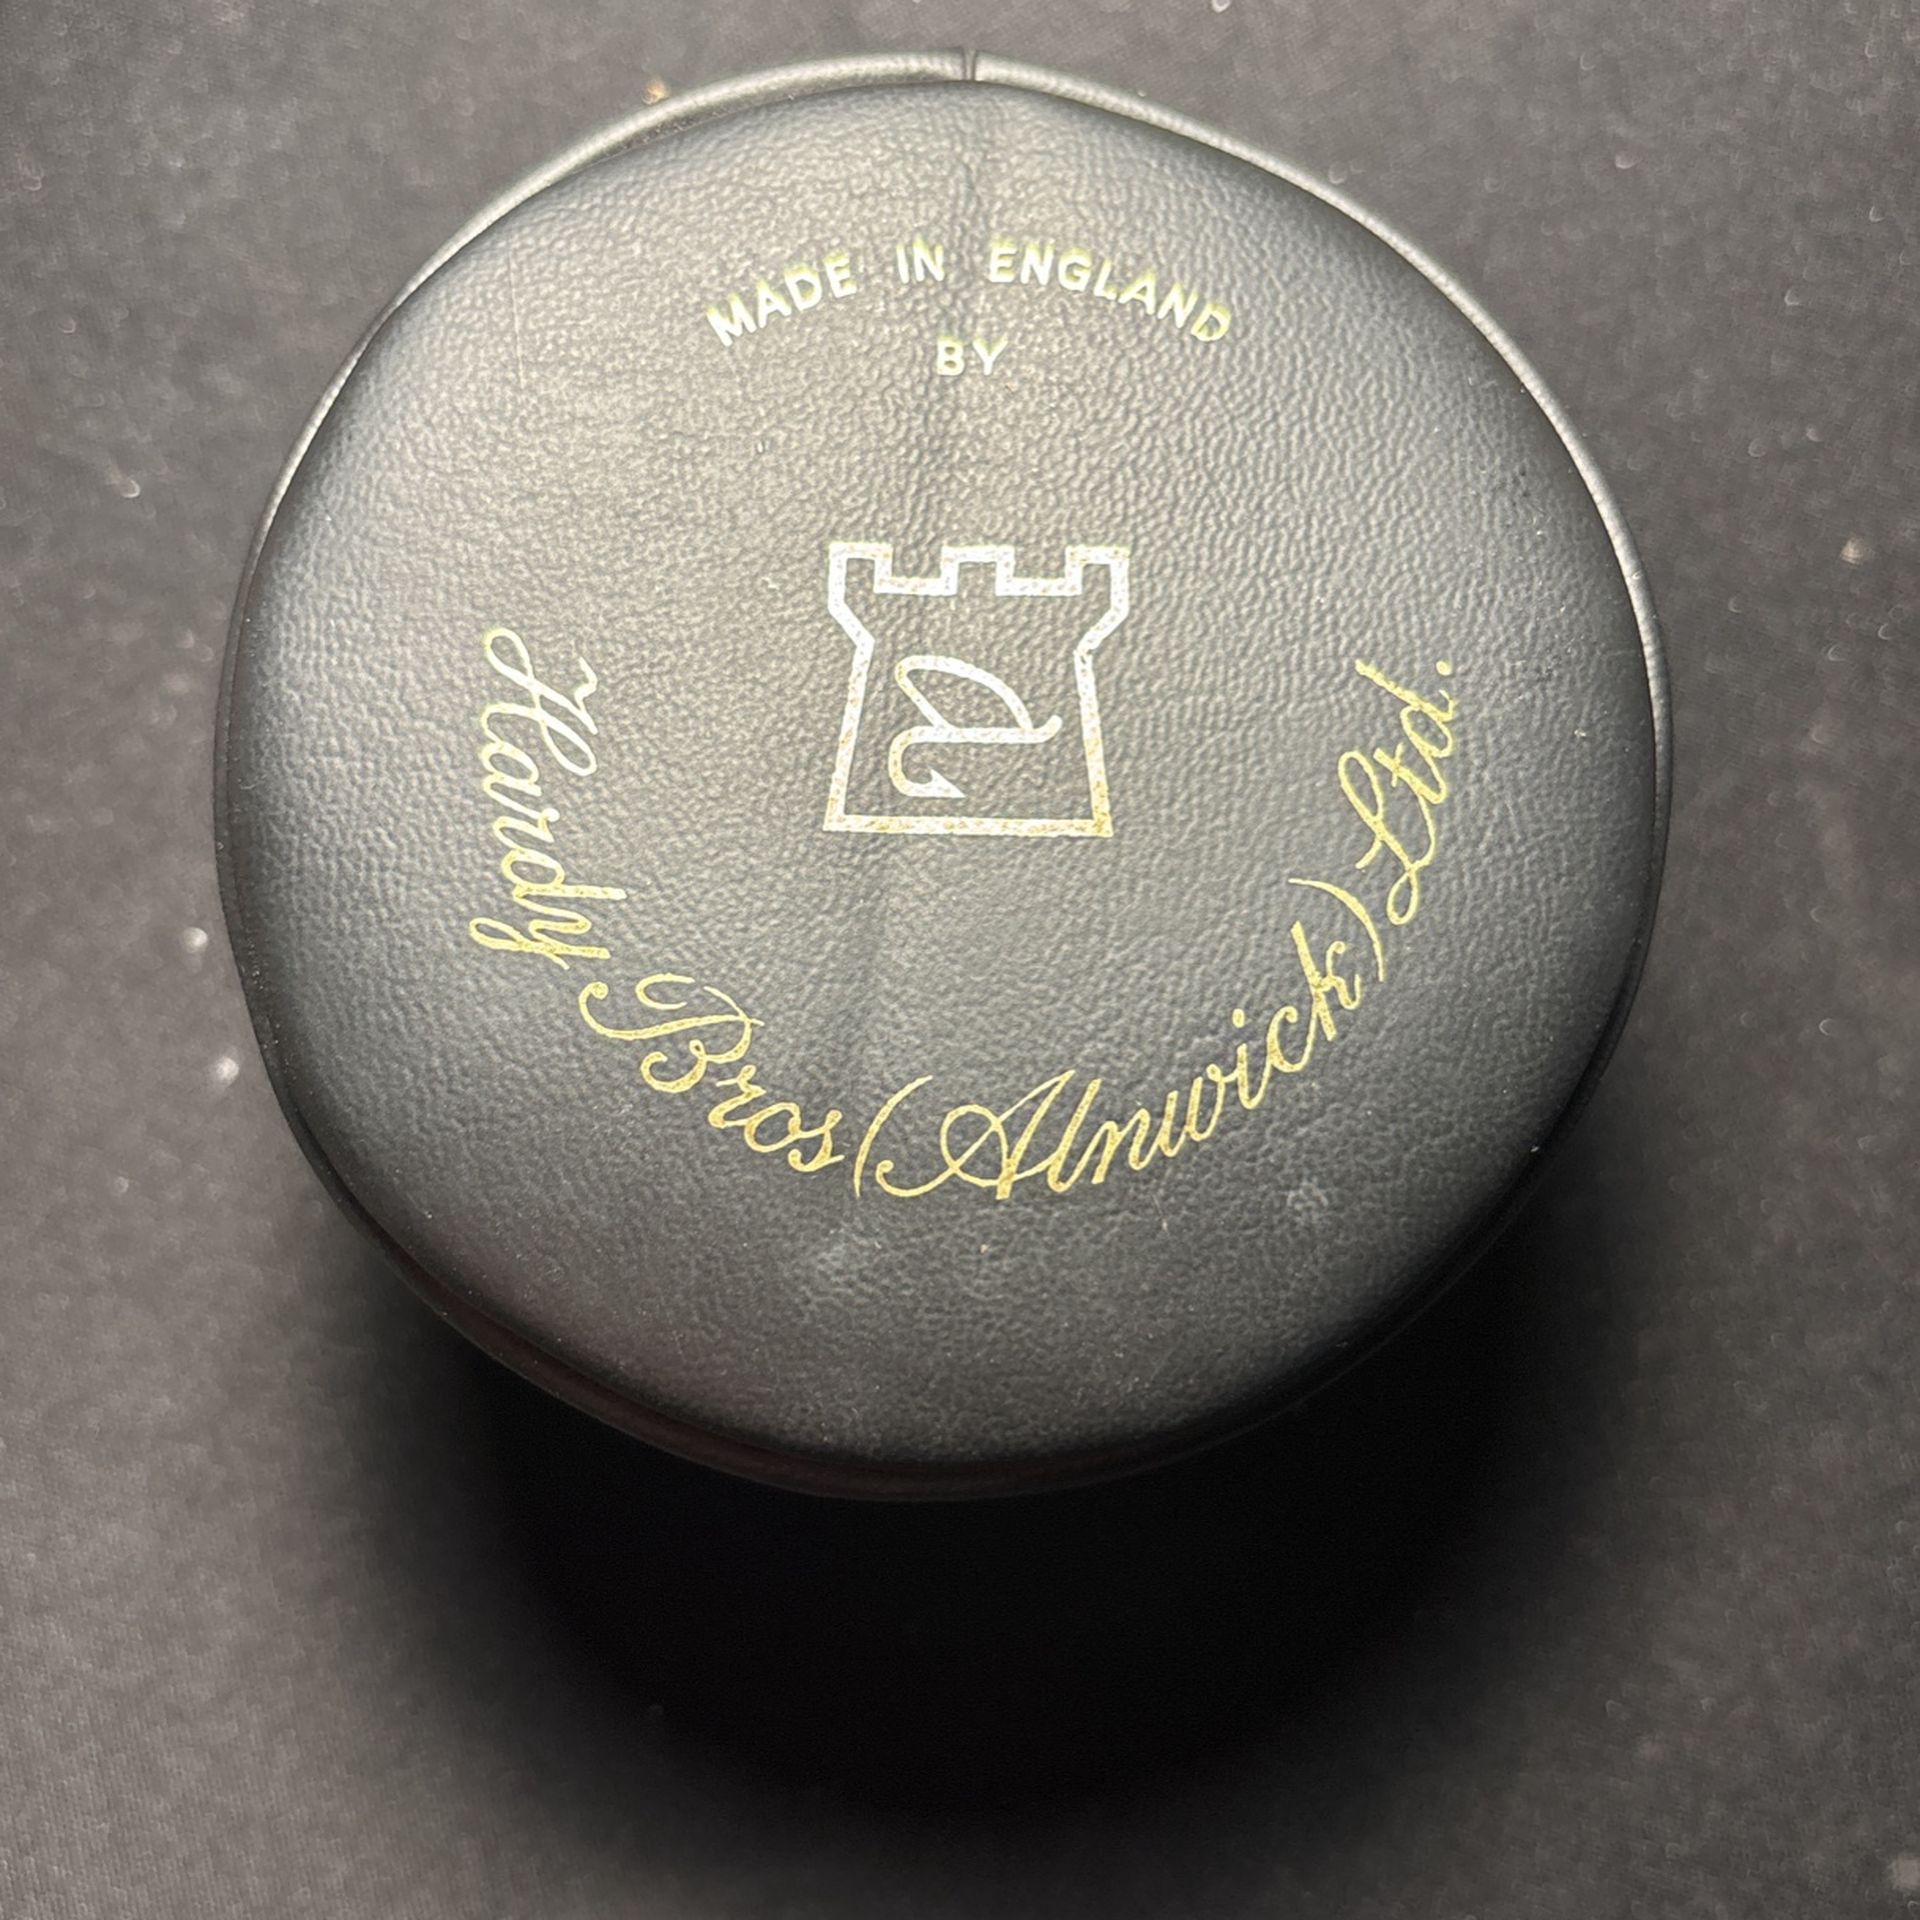 MADE IN ENGLAND
BY
a
Hardy Bros (Alnwick) Ltd.